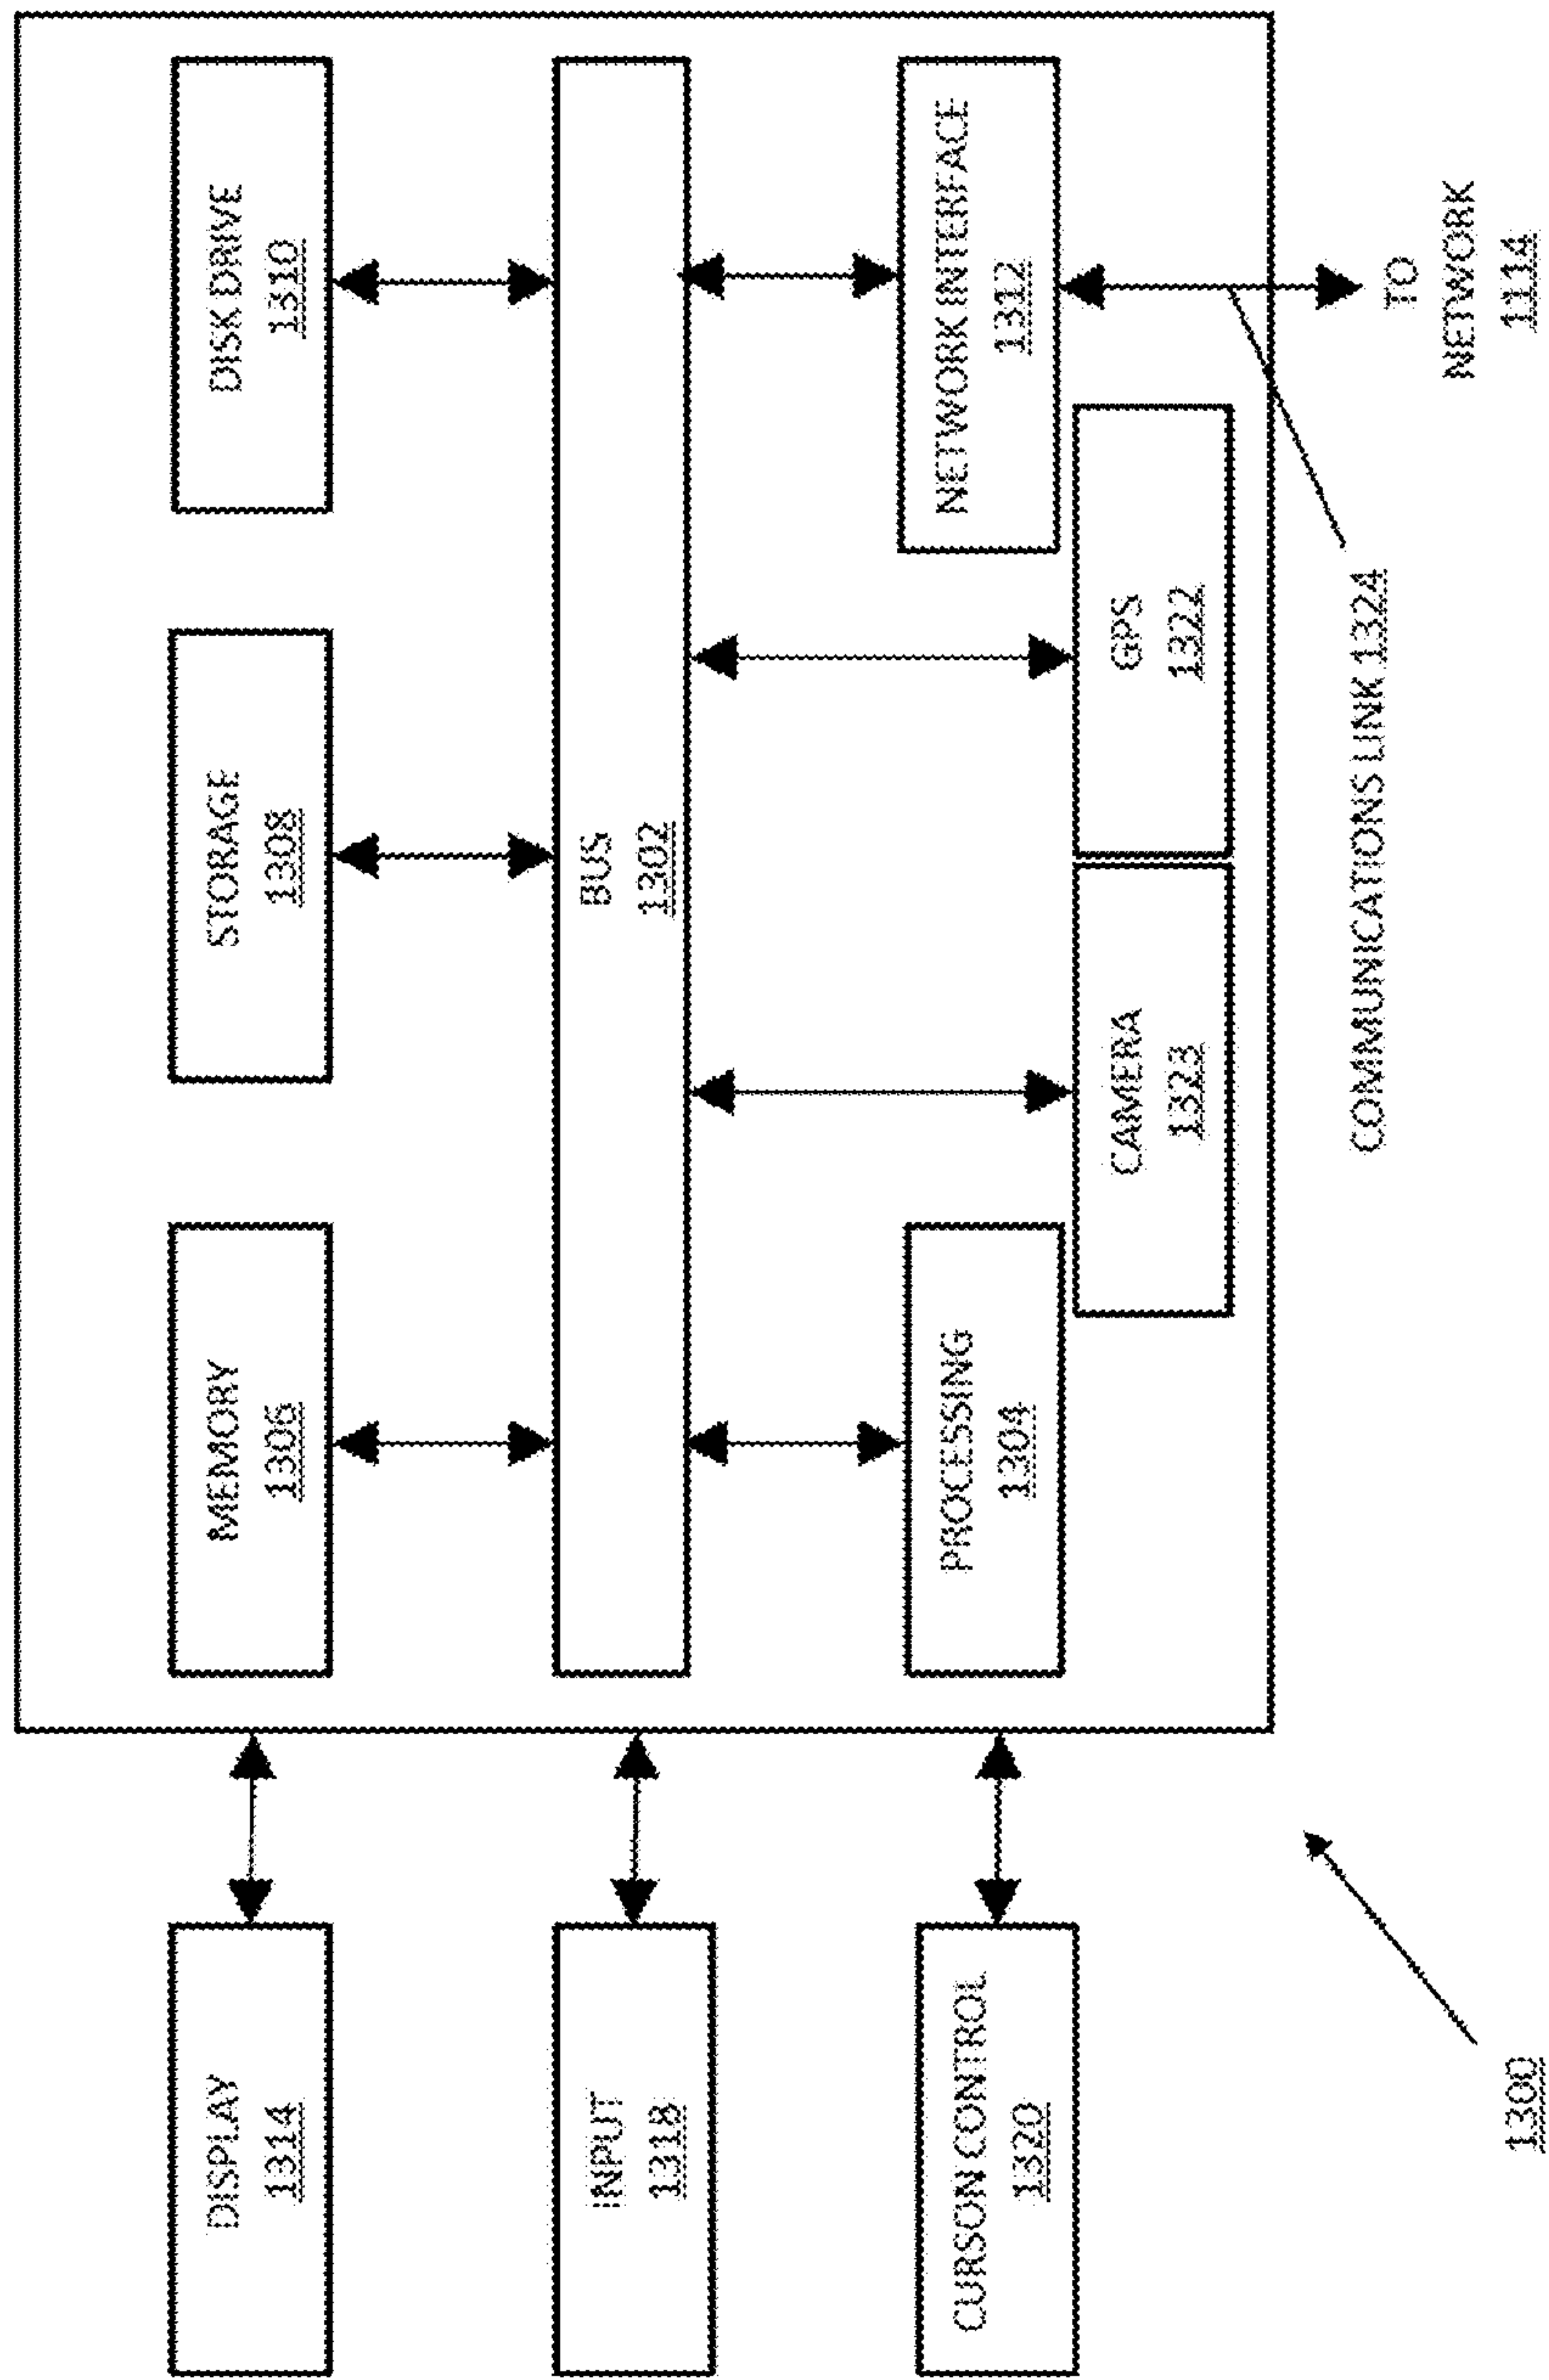 DISPLAY
1314
MEMORY
1306
STORAGE
1308
DISK DRIVE
1310
INPUT
1318
BUS
1302
CURSON CONTROL
1320
PROCESSING
1304
NETWORK INTERFACE
1312
CAMERA
1323
GPS
1322
COMMUNICATIONS LINK 1324
TO
NETWORK
1114
1300